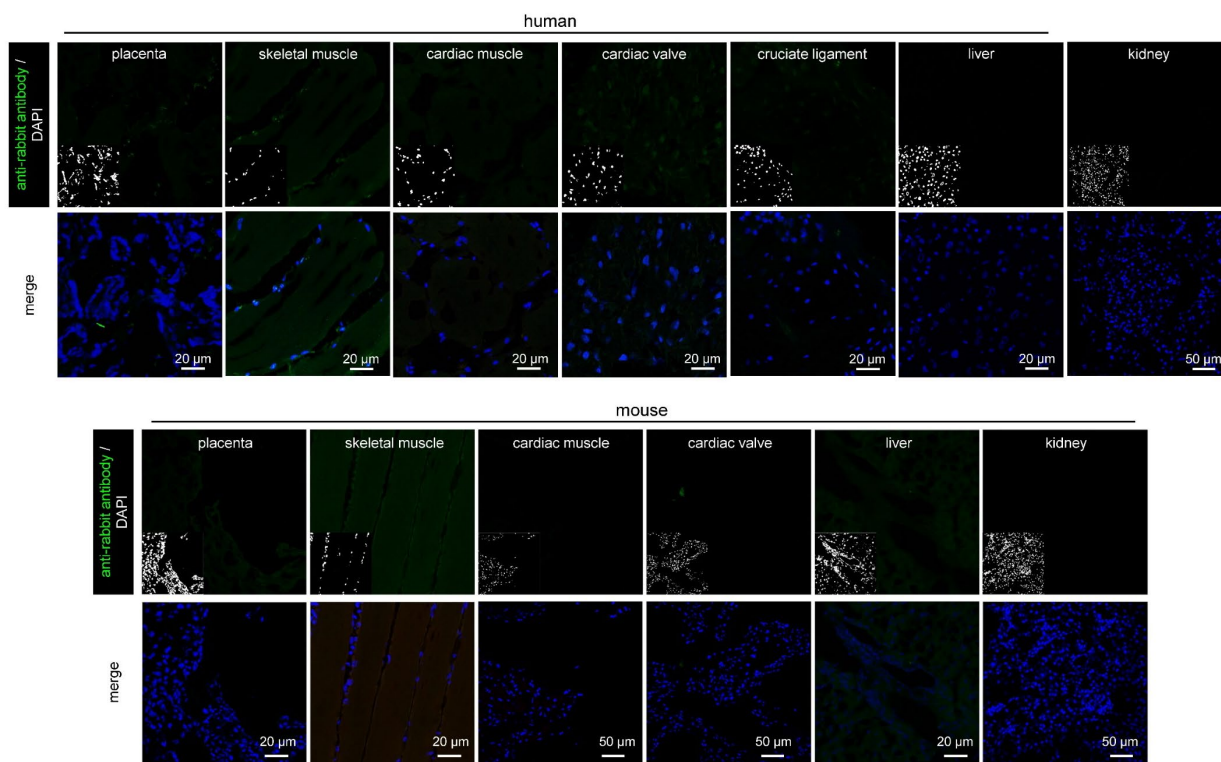 human
anti-rabbit antibody /
DAPI
placenta
skeletal muscle
cardiac muscle
cardiac valve
cruciate ligament
liver
kidney
merge
20 µm
20 µm
20 µm
20 µm
20 µm
20 µm
50 µm
mouse
anti-rabbit antibody /
DAPI
placenta
skeletal muscle
cardiac muscle
cardiac valve
liver
kidney
merge
20 µm
20 µm
50 µm
50 µm
20 µm
50 µm